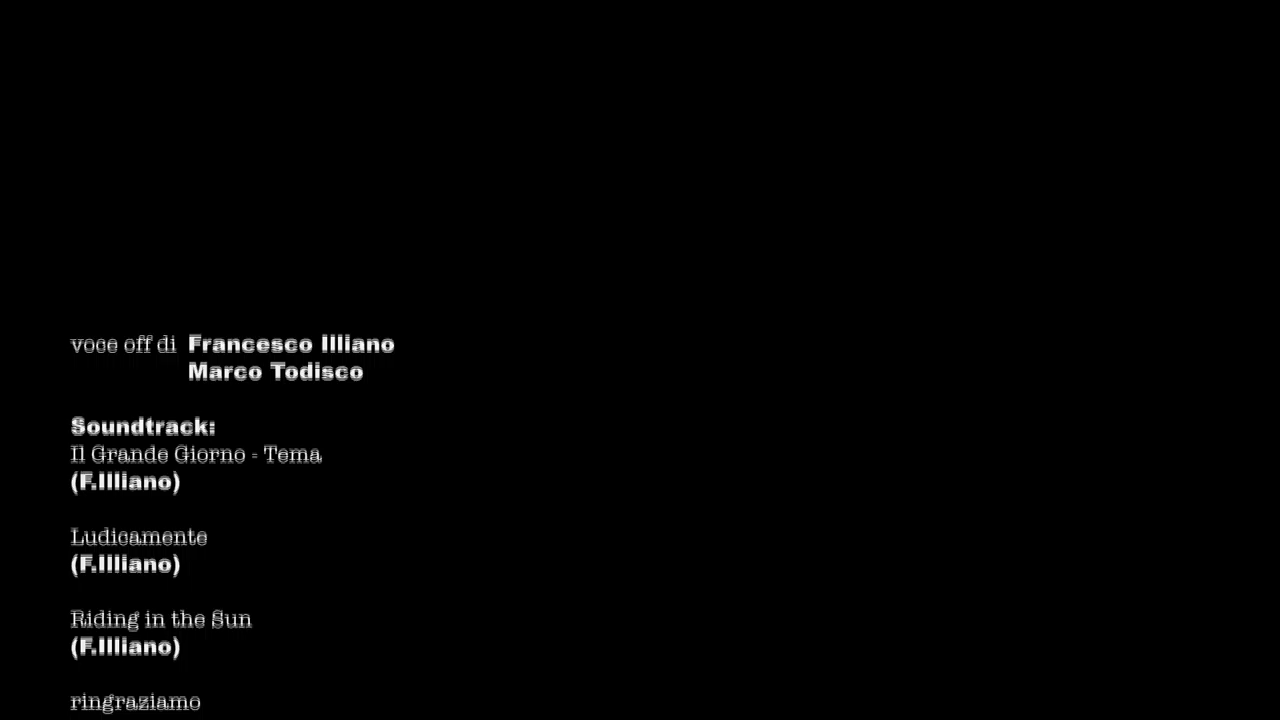 voce off di Francesco Illiano
Marco Todisco
Soundtrack:
Il Grande Giorno - Tema
(F.Illiano)
Ludicamente
(F.Illiano)
Riding in the Sun
(F.Illiano)
ringraziamo